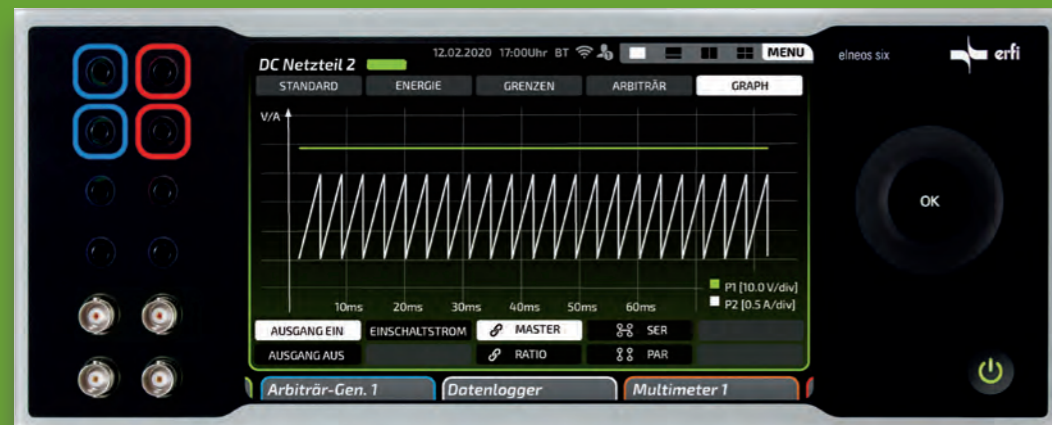 12.02.2020 17:00Uhr BT MENU
DC Netzteil 2
elneos six
erfi
STANDARD ENERGIE GRENZEN ARBITRÄR GRAPH
V/A
OK
P1 [10.0 V/div]
P2 [0.5 A/div]
10ms 20ms 30ms 40ms 50ms 60ms
AUSGANG EIN EINSCHALTSTROM MASTER SER
AUSGANG AUS RATIO PAR
Arbiträr-Gen. 1 Datenlogger Multimeter 1